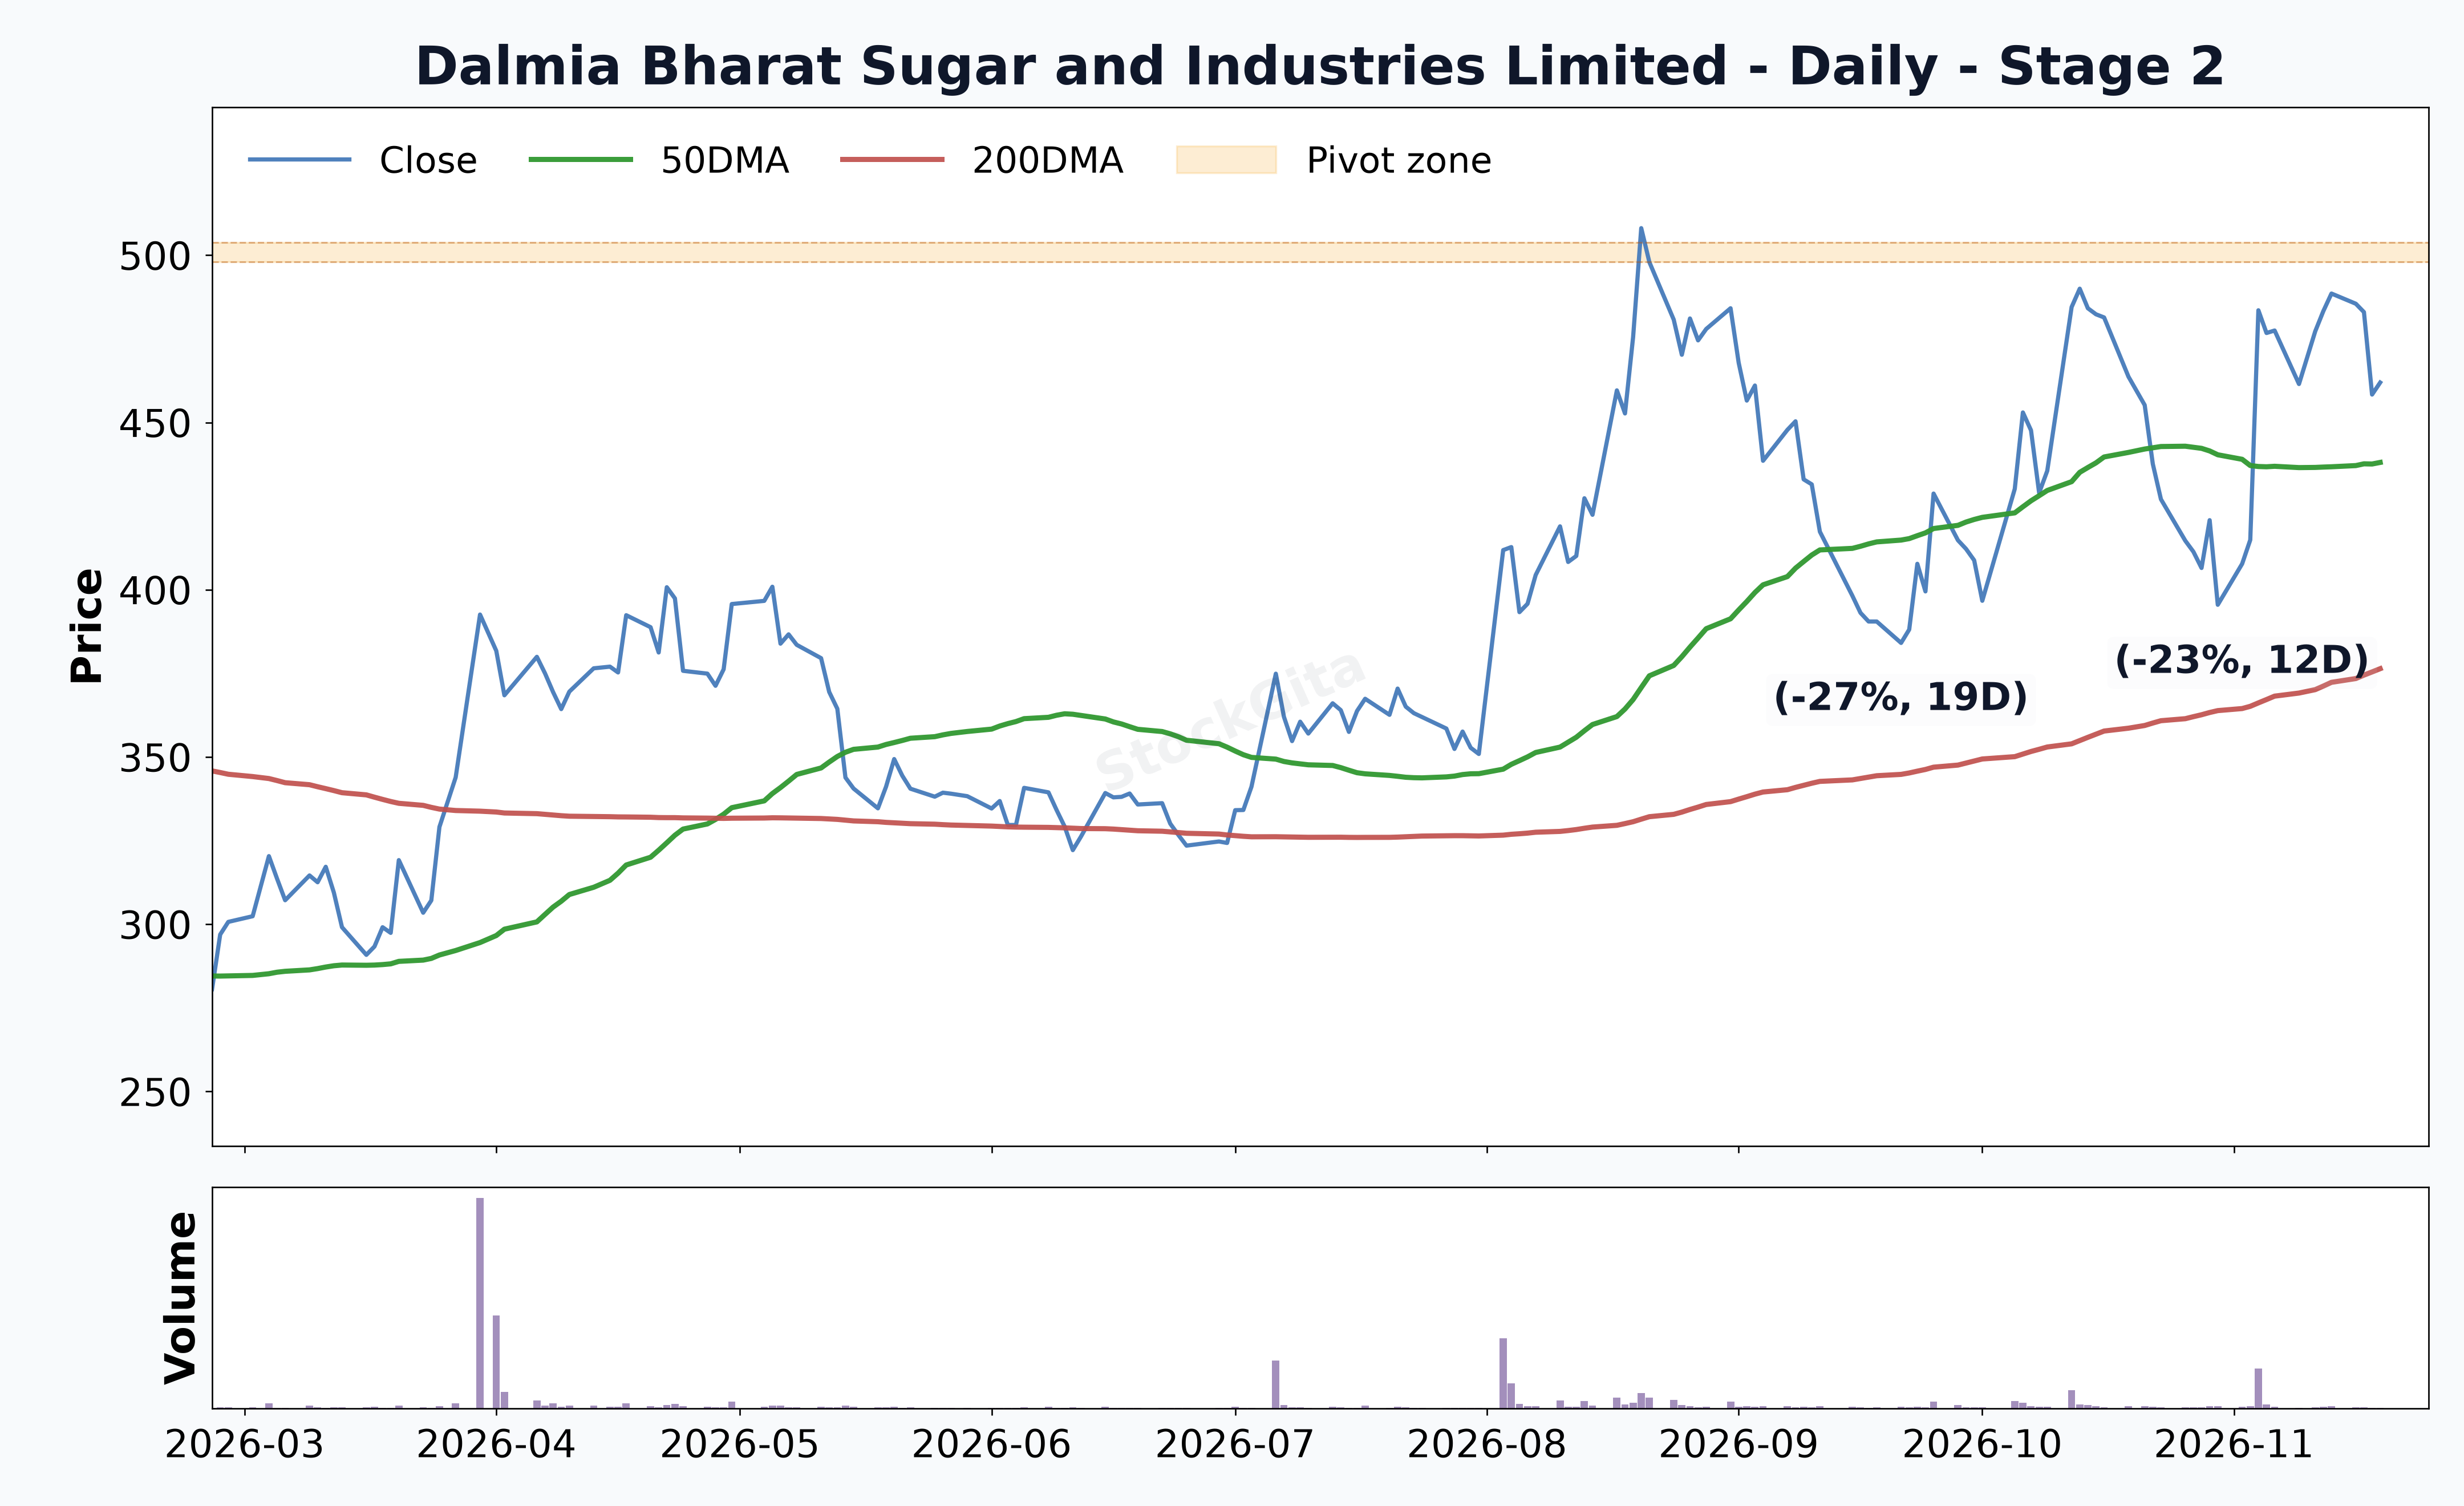 Dalmia Bharat Sugar and Industries Limited - Daily - Stage 2
Close 50DMA 200DMA Pivot zone
Price
500
450
400
350
300
250
StockGita
(-27%, 19D)
(-23%, 12D)
Volume
2026-03 2026-04 2026-05 2026-06 2026-07 2026-08 2026-09 2026-10 2026-11